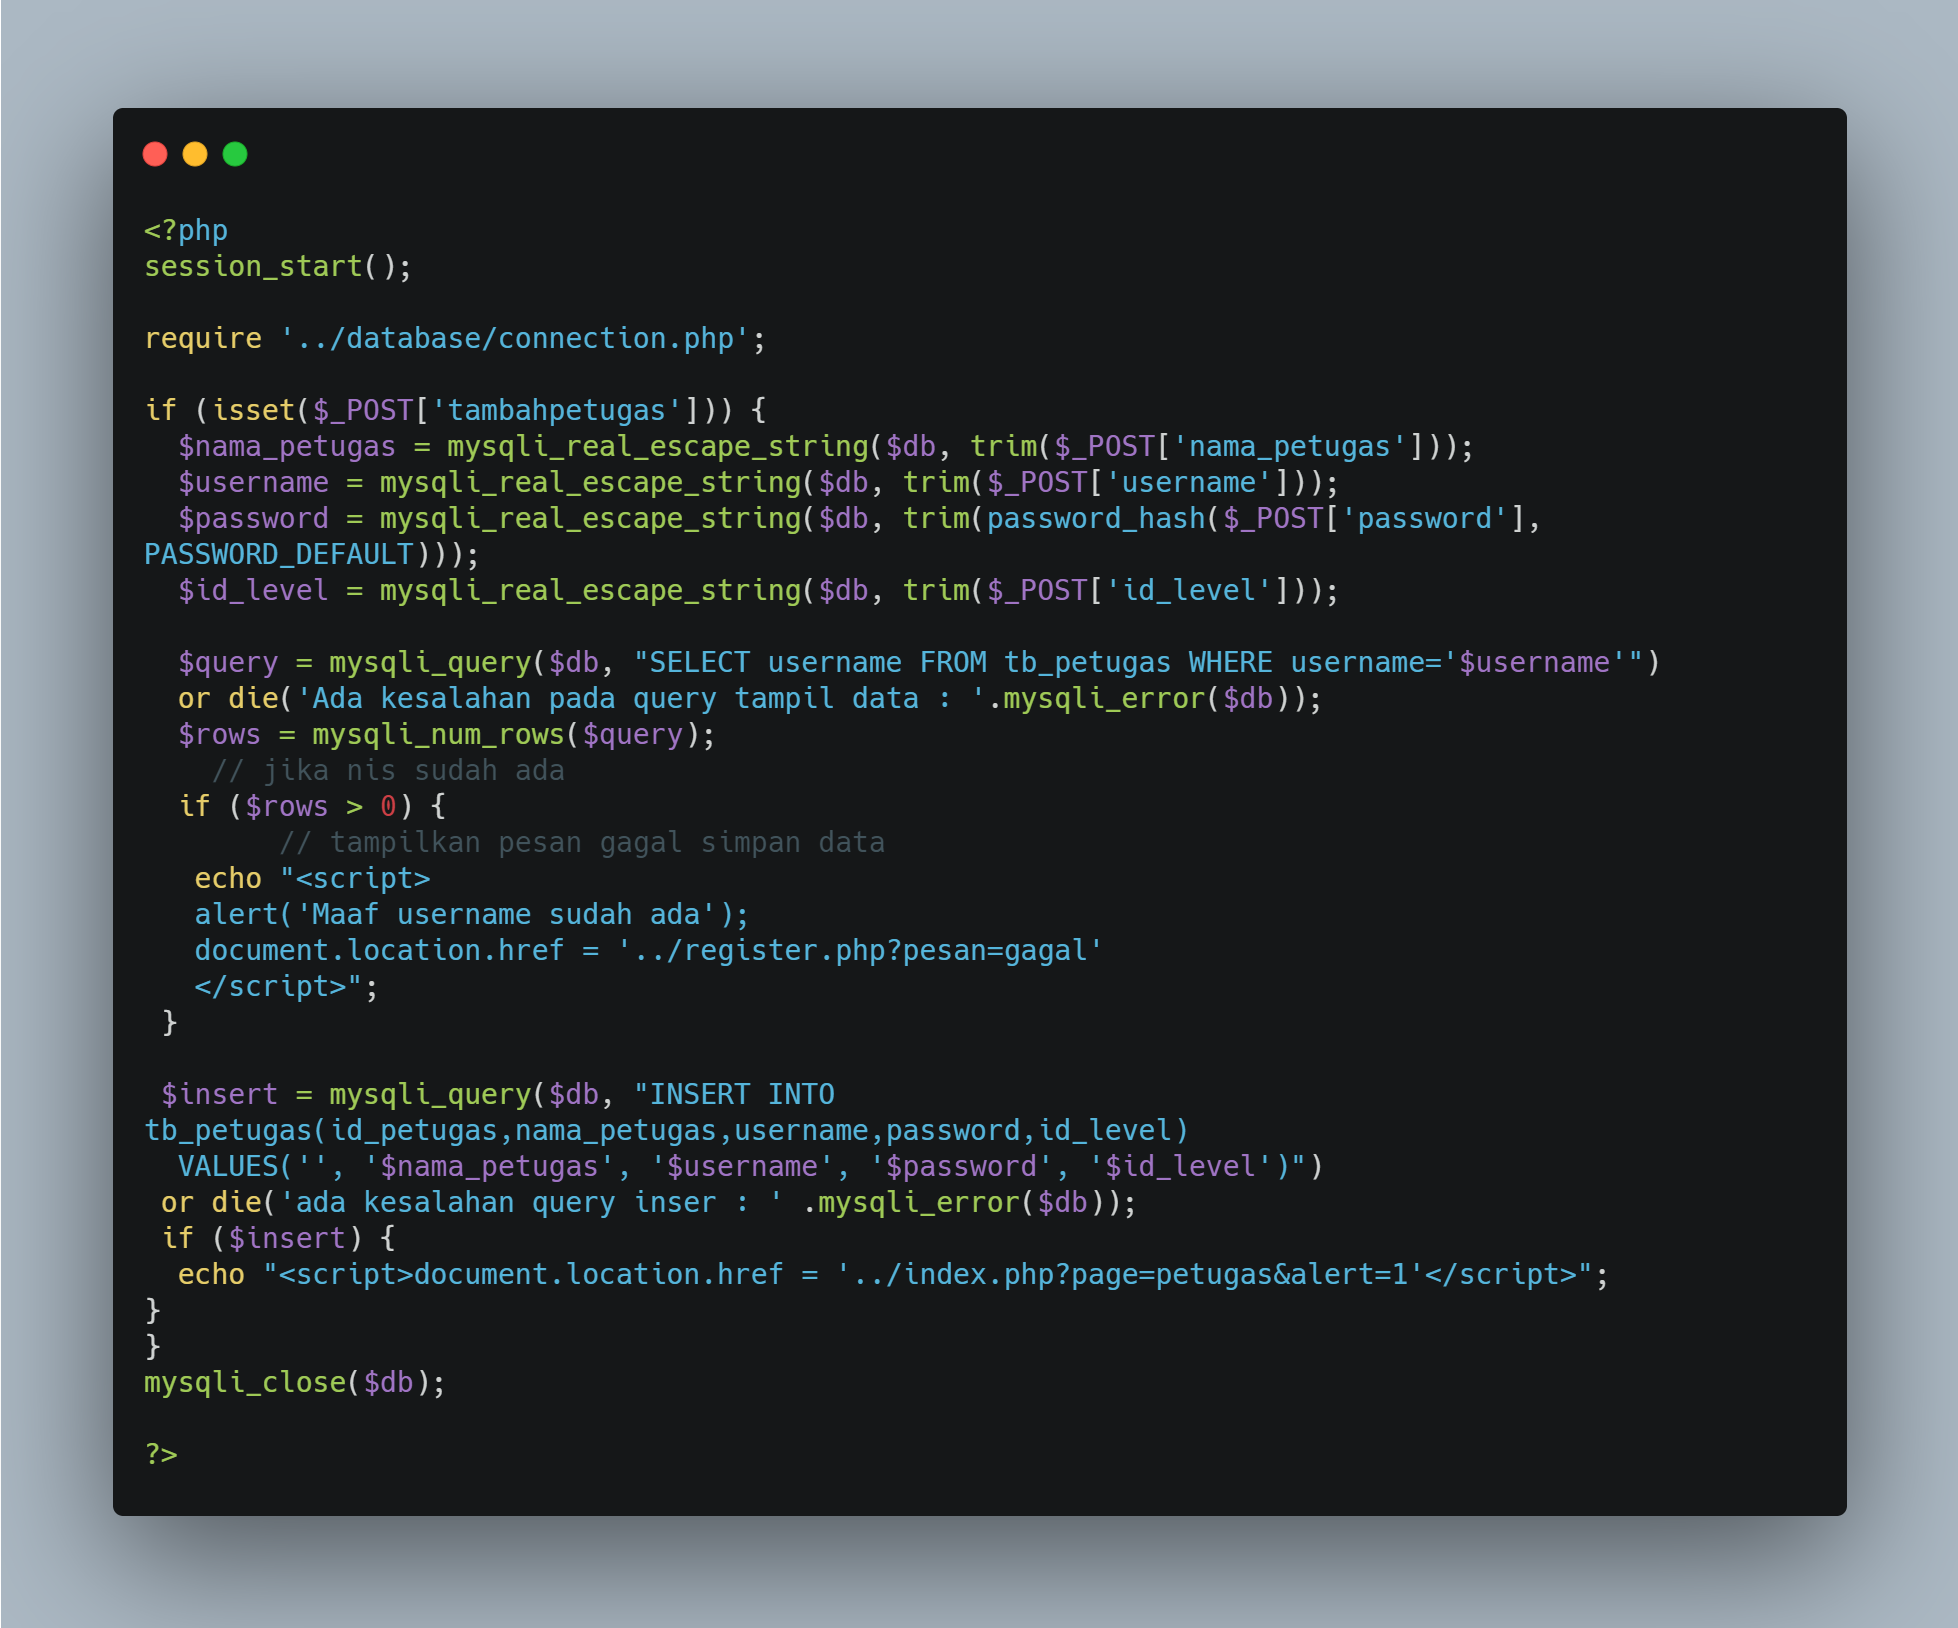 <?php
session_start();

require '../database/connection.php';

if (isset($_POST['tambahpetugas'])) {
  $nama_petugas = mysqli_real_escape_string($db, trim($_POST['nama_petugas']));
  $username = mysqli_real_escape_string($db, trim($_POST['username']));
  $password = mysqli_real_escape_string($db, trim(password_hash($_POST['password'],
PASSWORD_DEFAULT)));
  $id_level = mysqli_real_escape_string($db, trim($_POST['id_level']));

  $query = mysqli_query($db, "SELECT username FROM tb_petugas WHERE username='$username'")
  or die('Ada kesalahan pada query tampil data : '.mysqli_error($db));
  $rows = mysqli_num_rows($query);
    // jika nis sudah ada
  if ($rows > 0) {
        // tampilkan pesan gagal simpan data
   echo "<script>
   alert('Maaf username sudah ada');
   document.location.href = '../register.php?pesan=gagal'
   </script>";
 }

 $insert = mysqli_query($db, "INSERT INTO
tb_petugas(id_petugas,nama_petugas,username,password,id_level)
  VALUES('', '$nama_petugas', '$username', '$password', '$id_level')")
 or die('ada kesalahan query inser : ' .mysqli_error($db));
 if ($insert) {
  echo "<script>document.location.href = '../index.php?page=petugas&alert=1'</script>";
}
}
mysqli_close($db);

?>